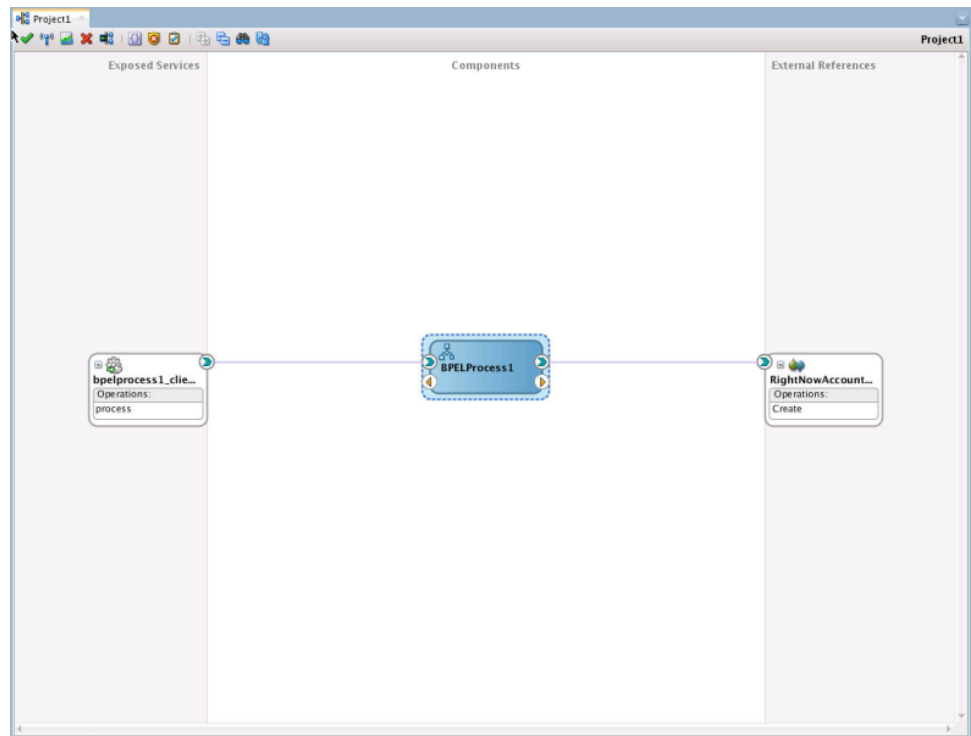 Project1
Project1
Exposed Services
Components
External References
BPELProcess1
bpelprocess1_clie...
Operations:
process
RightNowAccount...
Operations:
Create